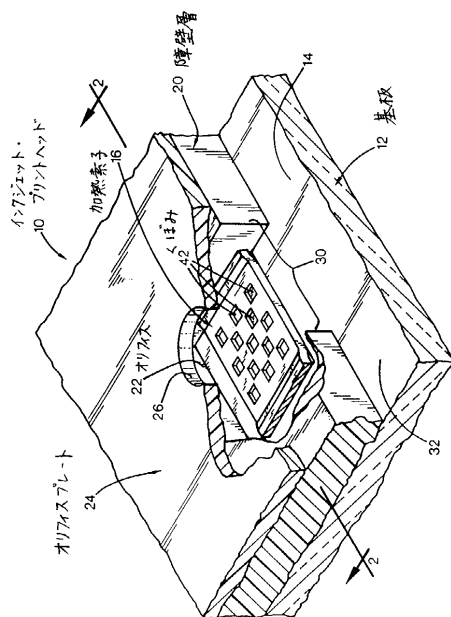 インクジェット・
プリントヘッド
10
2
加熱素子
16
障壁層
20
くぼみ
42
14
22 オリフィス
26
基板
12
30
24
オリフィスプレート
32
2